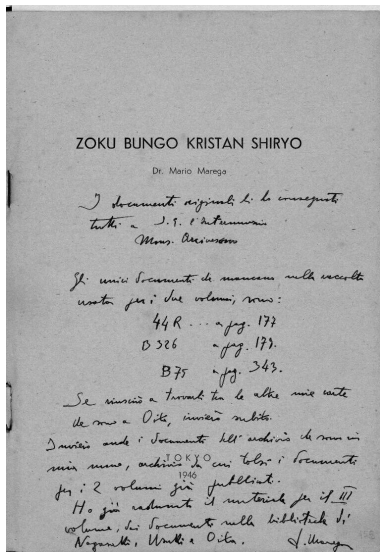 ZOKU BUNGO KRISTAN SHIRYO
Dr. Mario Marega
I documenti originali li ho consegnati
tutti a S.E. l'Internunzio
Mons.
Gli unici documenti che mancano nella raccolta
usata per i due volumi, sono:
44R ... a pag. 177
B 326 a pag. 179.
B 75 a pag. 343.
Se riuscirò a trovarli tra le altre mie carte
che sono a Oita, invierò subito.
Invierò anche i documenti dell'archivio che sono in
TOKYO
mia mano, archivio da cui tolsi i documenti
1946
per i 2 volumi già pubblicati.
Ho già radunato il materiale per il III
volume, dai documenti nella biblioteca di
Nagasaki, Usuki e Oita. Marega